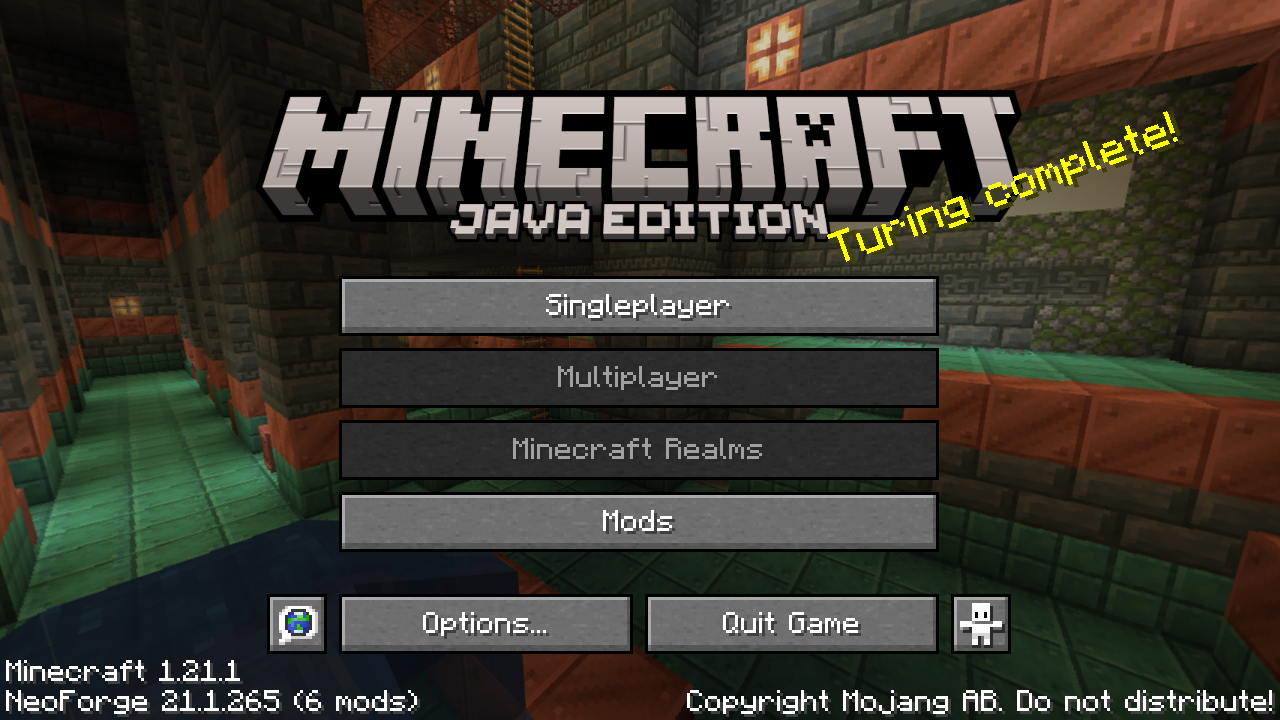 MINECRAFT
JAVA EDITION
Turing complete!
Singleplayer
Multiplayer
Minecraft Realms
Mods
Options...
Quit Game
Minecraft 1.21.1
NeoForge 21.1.265 (6 mods)
Copyright Mojang AB. Do not distribute!